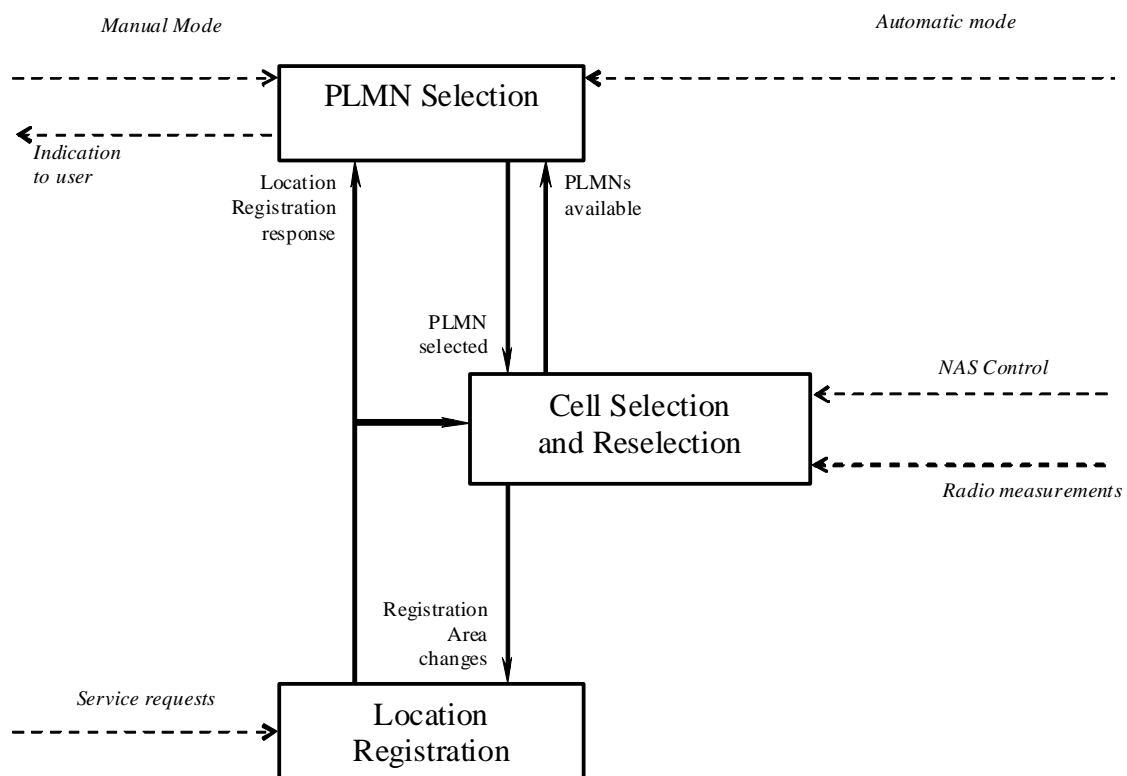 Manual Mode
Automatic mode
PLMN Selection
Indication
to user
Location
Registration
response
PLMNs
available
PLMN
selected
NAS Control
Cell Selection
and Reselection
Radio measurements
Registration
Area
changes
Service requests
Location
Registration